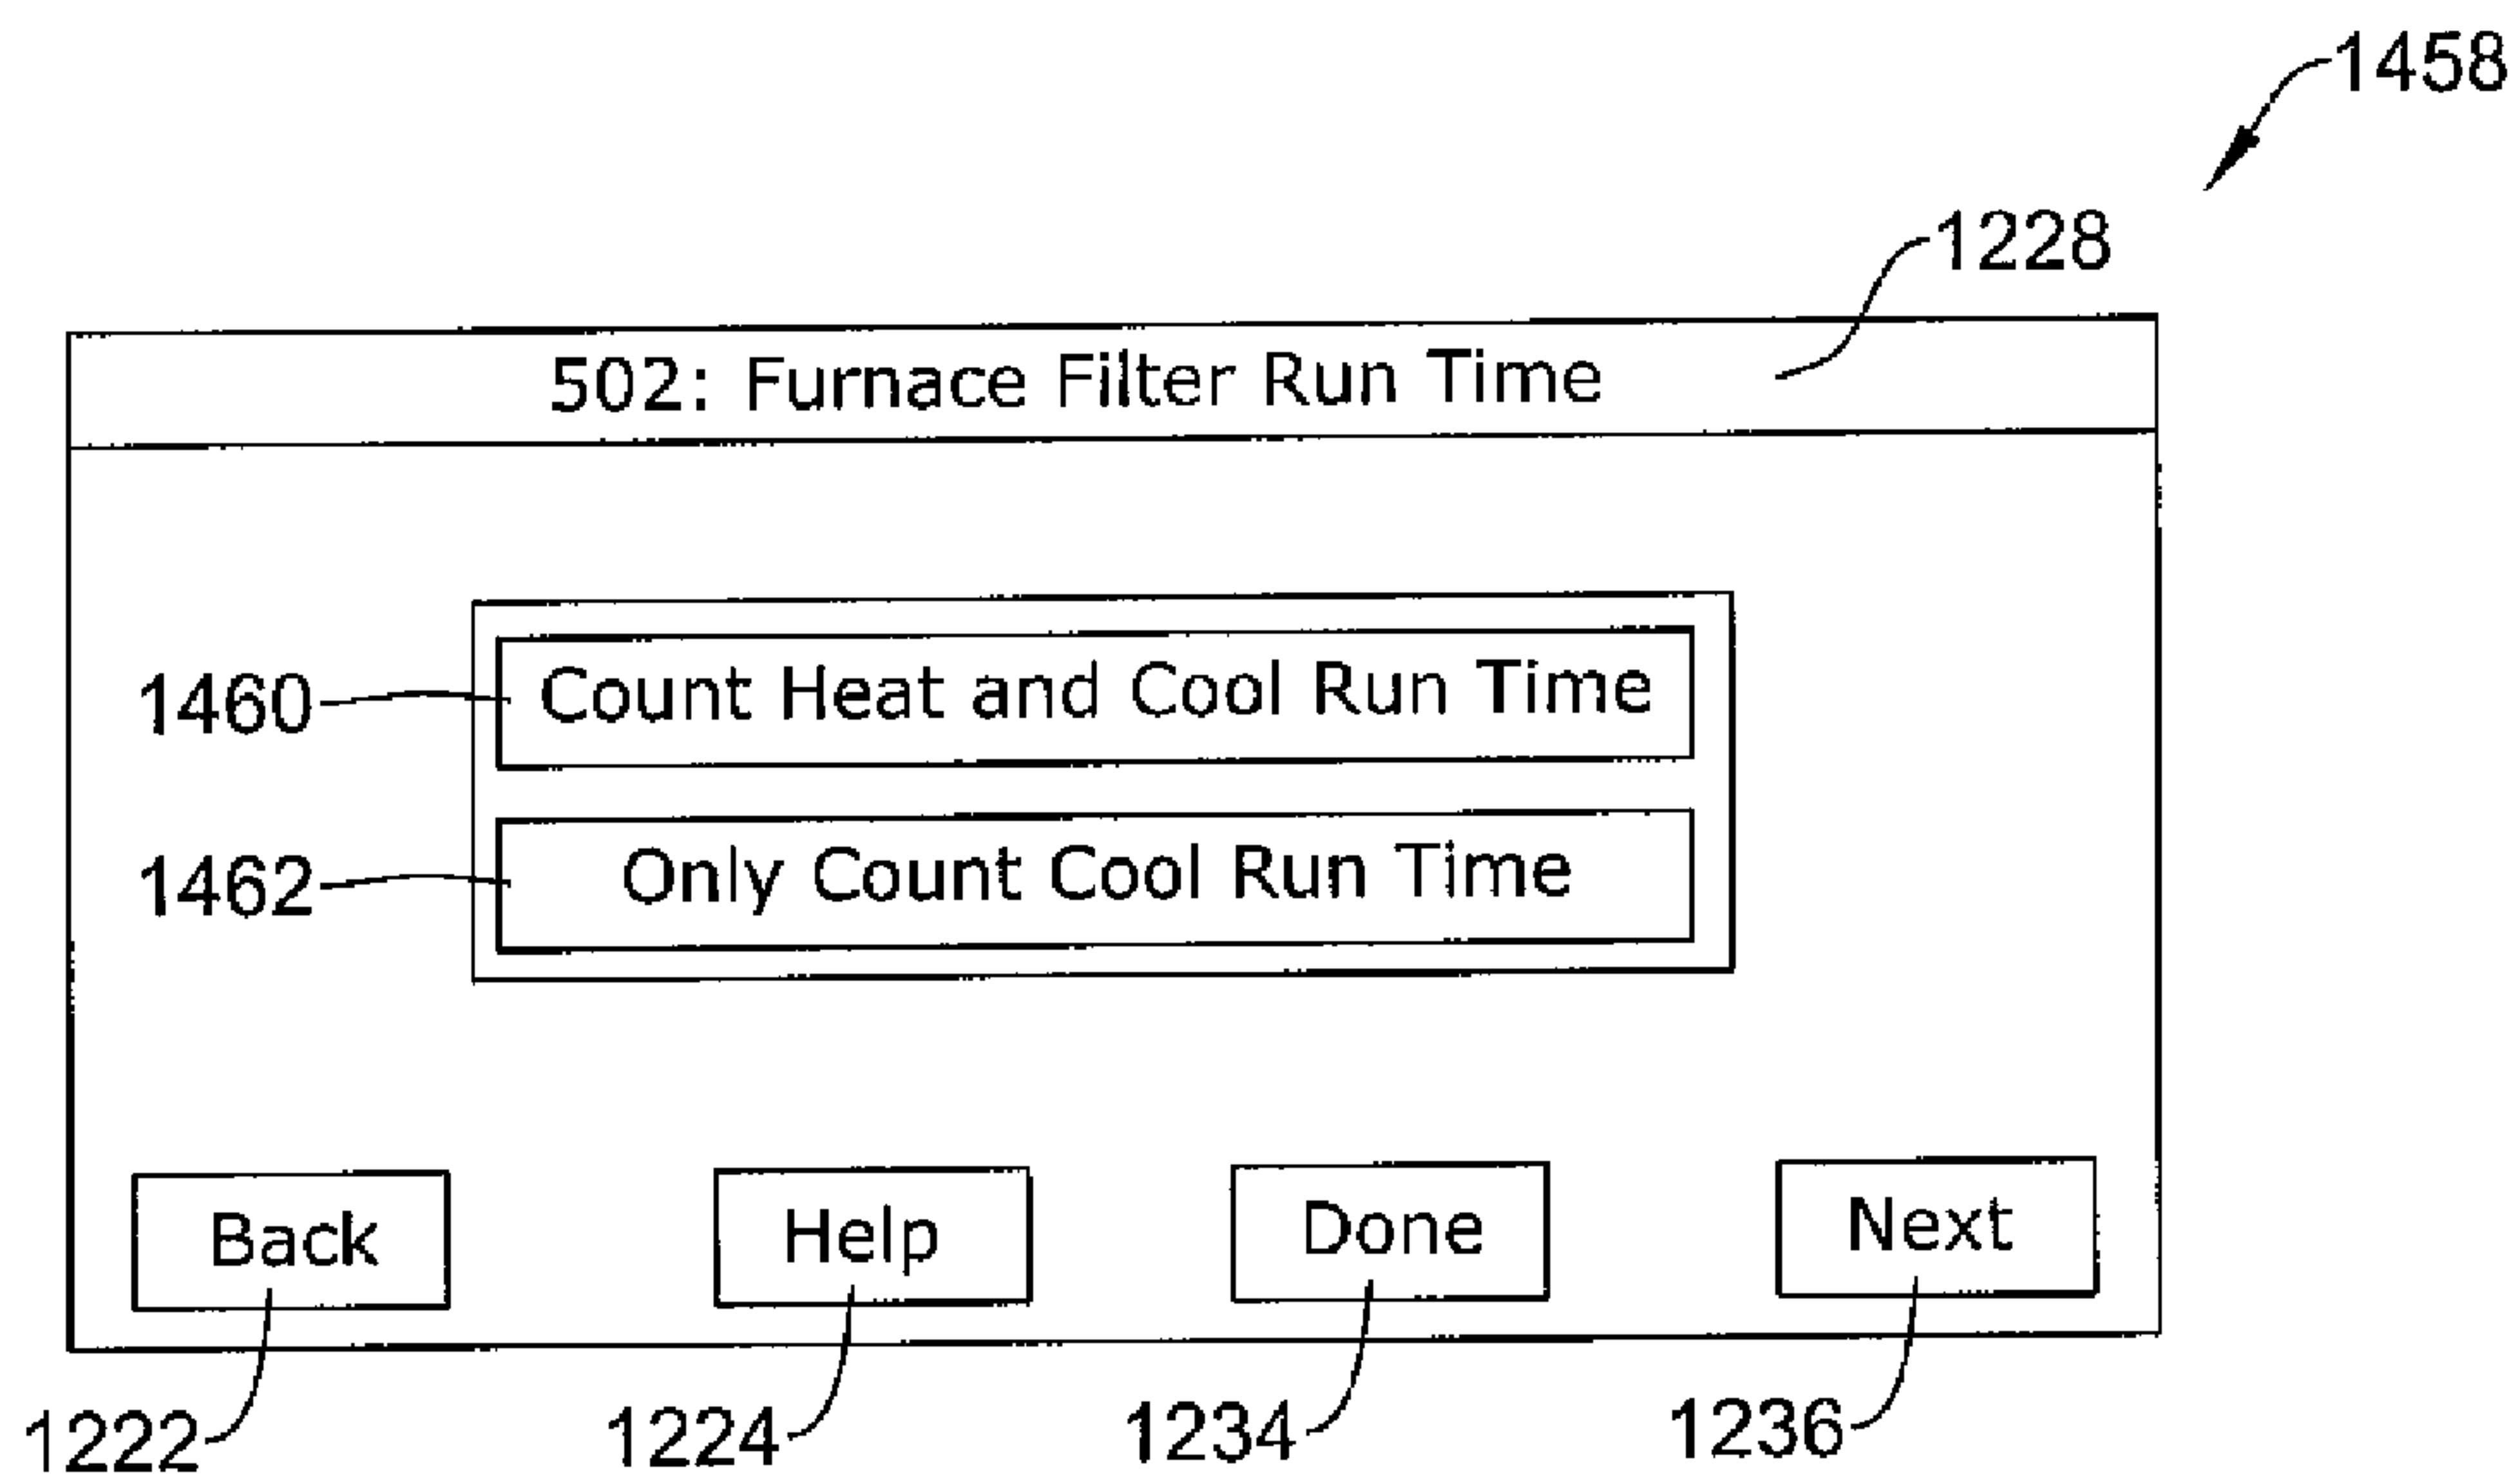 1458
1228
502: Furnace Filter Run Time
1460 Count Heat and Cool Run Time
1462 Only Count Cool Run Time
Back Help Done Next
1222 1224 1234 1236